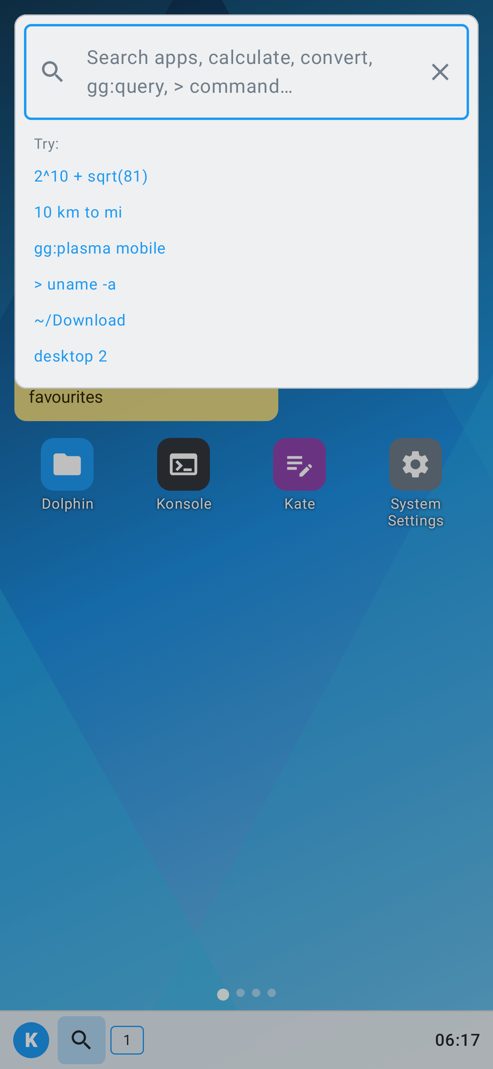 Search apps, calculate, convert,
gg:query, > command…
Try:
2^10 + sqrt(81)
10 km to mi
gg:plasma mobile
> uname -a
~/Download
desktop 2
favourites
Dolphin
Konsole
Kate
System
Settings
K
1
06:17